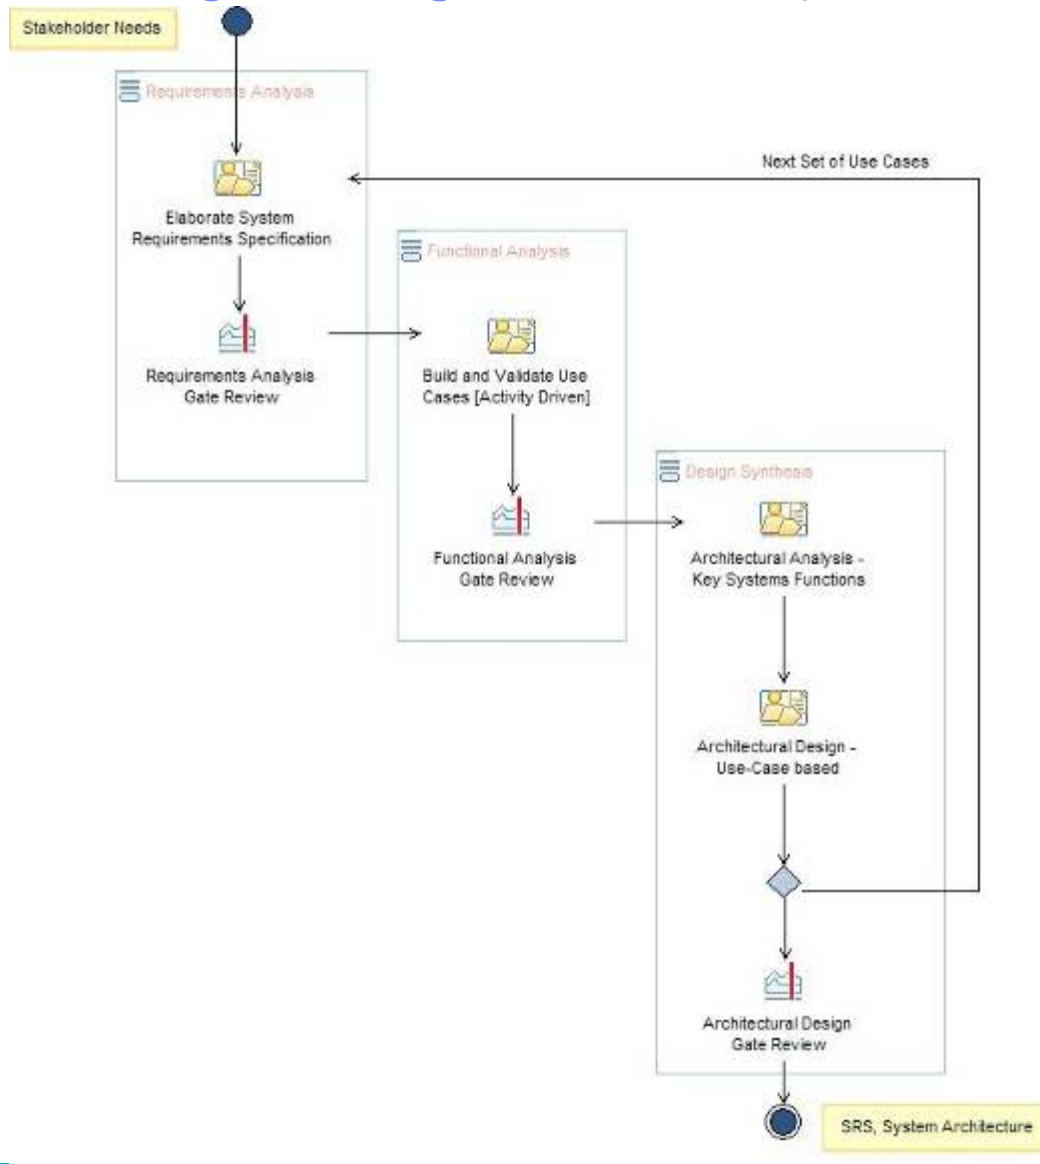 Stakeholder Needs
Requirements Analysis
Next Set of Use Cases
Elaborate System
Requirements Specification
Functional Analysis
Requirements Analysis
Gate Review
Build and Validate Use
Cases [Activity Driven]
Design Synthesis
Functional Analysis
Gate Review
Architectural Analysis -
Key Systems Functions
Architectural Design -
Use-Case based
Architectural Design
Gate Review
SRS, System Architecture